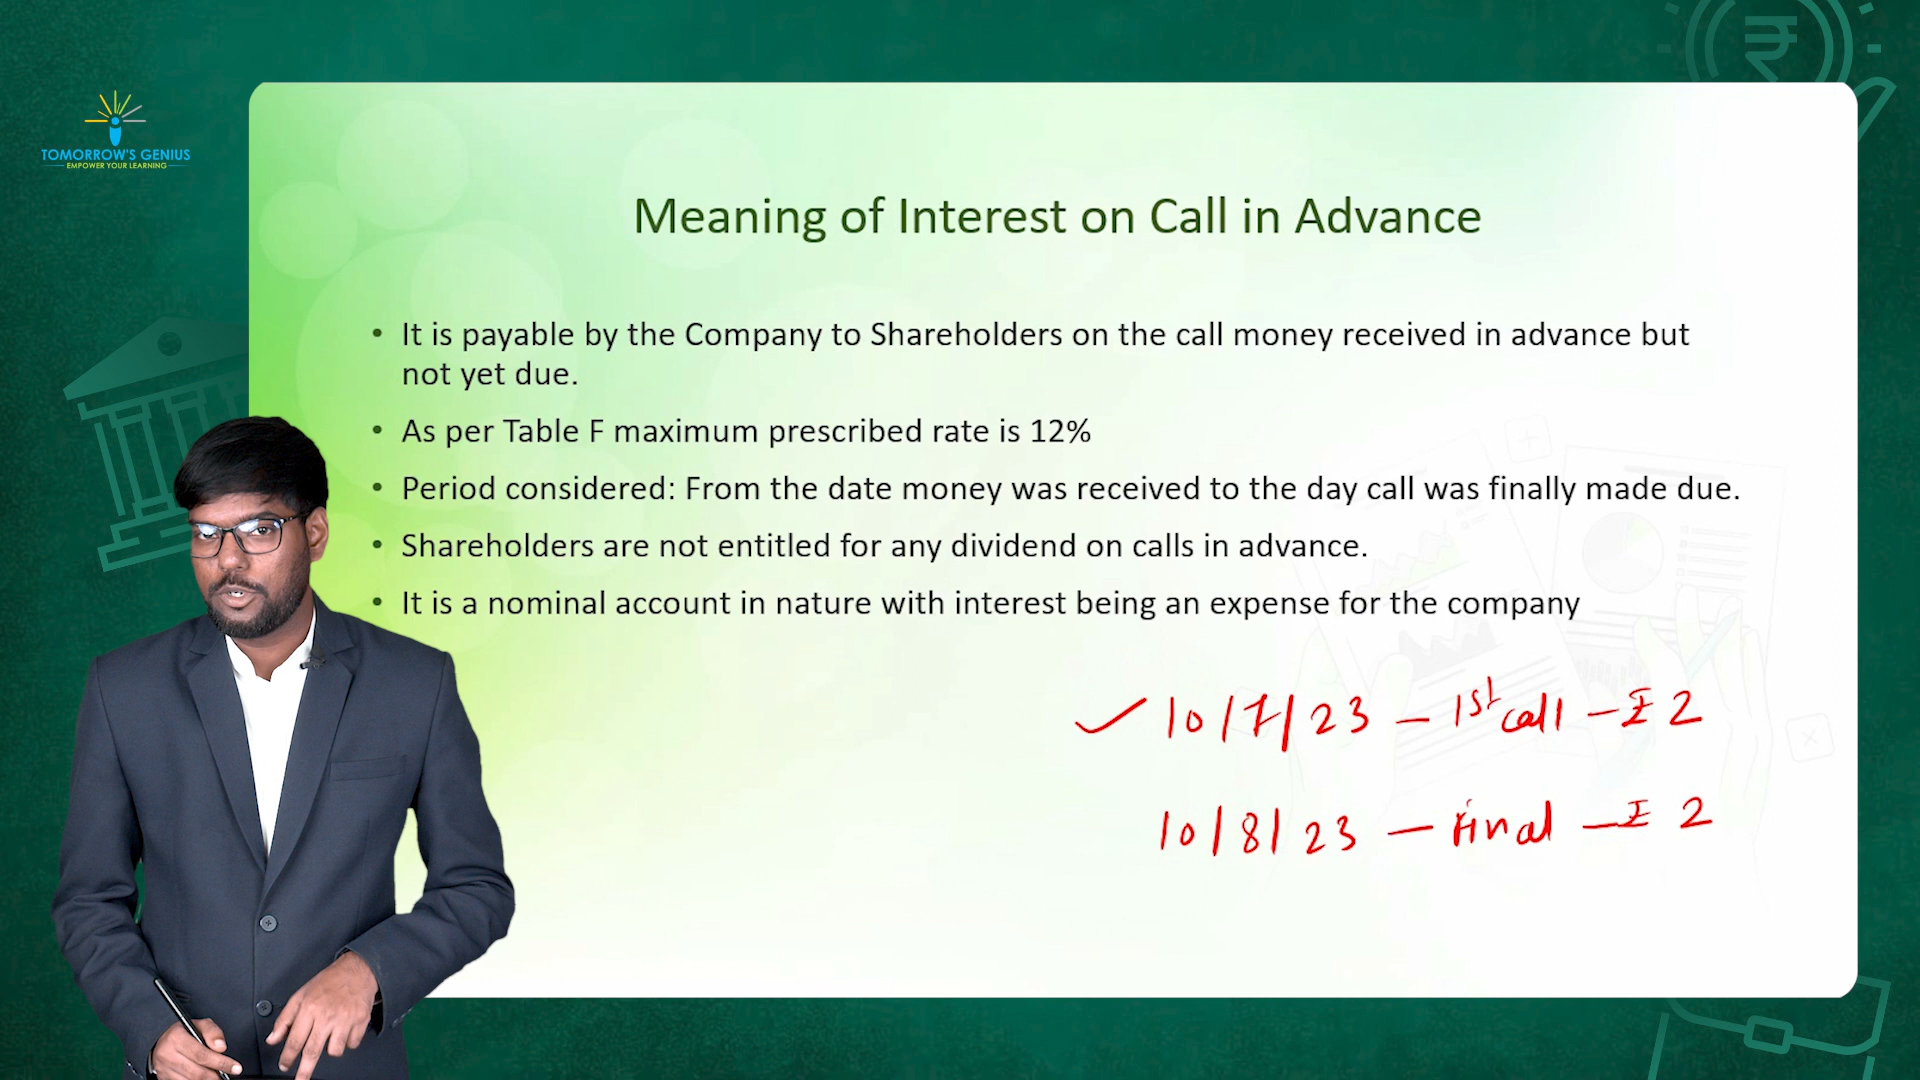 TOMORROW'S GENIUS
EMPOWER YOUR LEARNING
Meaning of Interest on Call in Advance
• It is payable by the Company to Shareholders on the call money received in advance but
not yet due.
• As per Table F maximum prescribed rate is 12%
• Period considered: From the date money was received to the day call was finally made due.
• Shareholders are not entitled for any dividend on calls in advance.
• It is a nominal account in nature with interest being an expense for the company
✓ 10/7/23 – 1st call – ₹ 2
10/8/23 – Final – ₹ 2